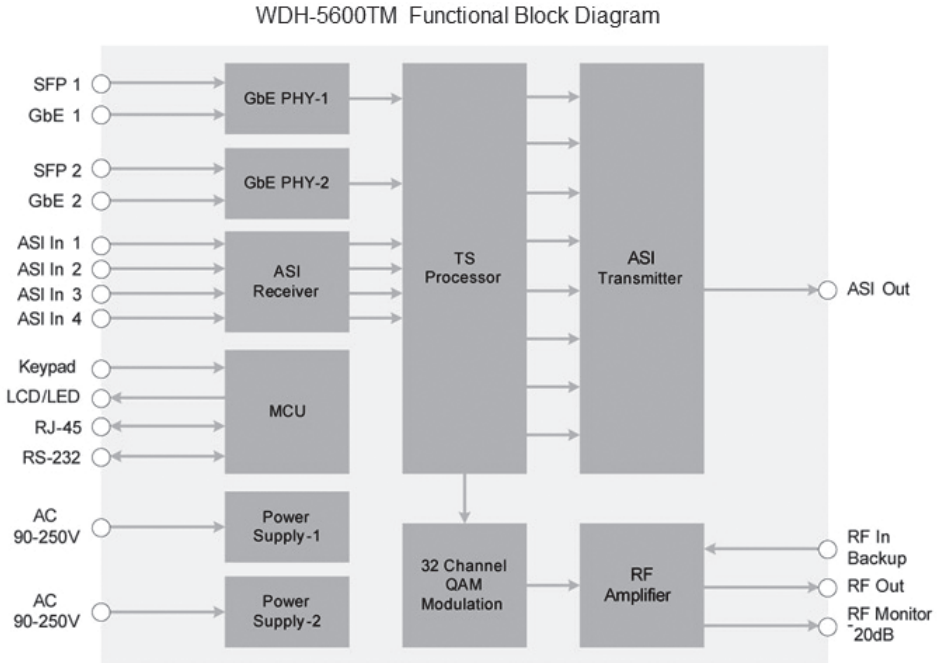 WDH-5600TM Functional Block Diagram
SFP 1
GbE 1
GbE PHY-1
SFP 2
GbE 2
GbE PHY-2
ASI In 1
ASI In 2
ASI In 3
ASI In 4
ASI
Receiver
TS
Processor
ASI
Transmitter
ASI Out
Keypad
LCD/LED
RJ-45
RS-232
MCU
AC
90-250V
Power
Supply-1
AC
90-250V
Power
Supply-2
32 Channel
QAM
Modulation
RF
Amplifier
RF In
Backup
RF Out
RF Monitor
-20dB